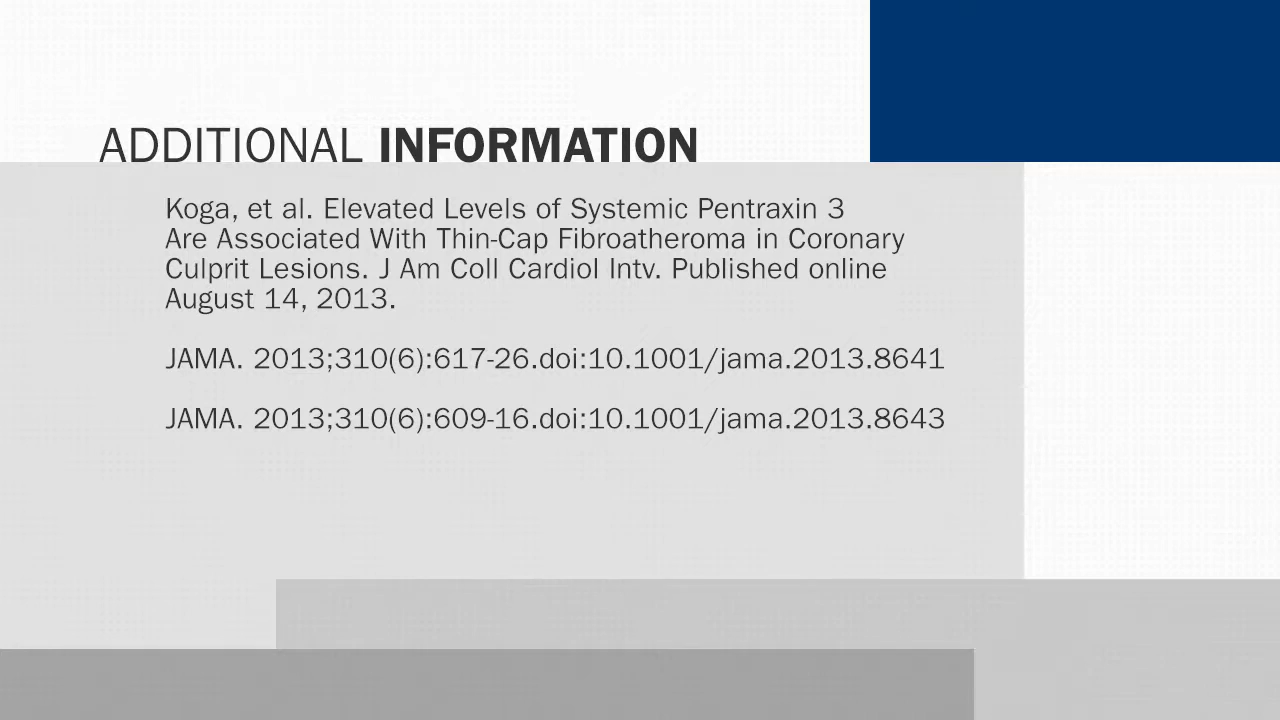 ADDITIONAL INFORMATION
Koga, et al. Elevated Levels of Systemic Pentraxin 3
Are Associated With Thin-Cap Fibroatheroma in Coronary
Culprit Lesions. J Am Coll Cardiol Intv. Published online
August 14, 2013.
JAMA. 2013;310(6):617-26.doi:10.1001/jama.2013.8641
JAMA. 2013;310(6):609-16.doi:10.1001/jama.2013.8643